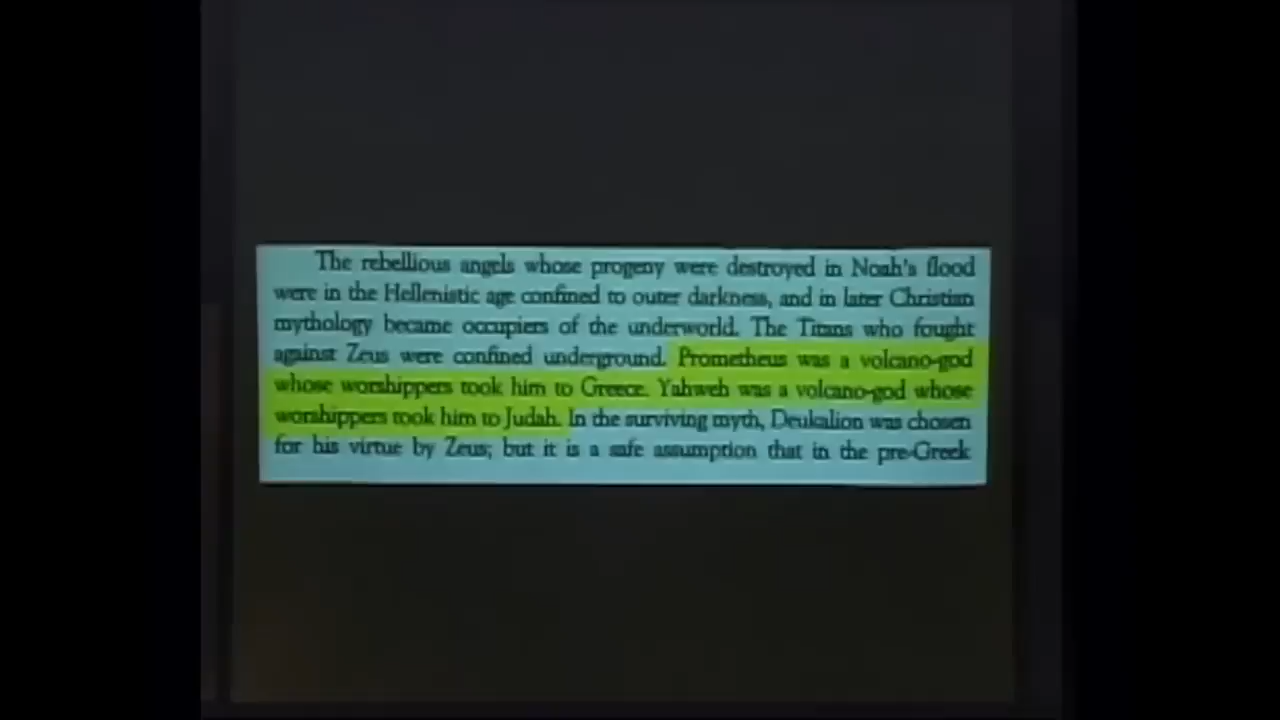 The rebellious angels whose progeny were destroyed in Noah's flood
were in the Hellenistic age confined to outer darkness, and in later Christian
mythology became occupiers of the underworld. The Titans who fought
against Zeus were confined underground. Prometheus was a volcano-god
whose worshippers took him to Greece. Yahweh was a volcano-god whose
worshippers took him to Judah. In the surviving myth, Deukalion was chosen
for his virtue by Zeus; but it is a safe assumption that in the pre-Greek